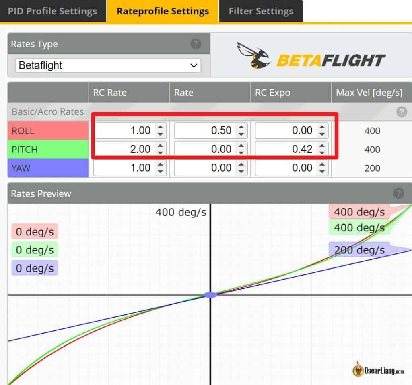 PID Profile Settings Rateprofile Settings Filter Settings
Rates Type ?
Betaflight BETAFLIGHT
RC Rate Rate RC Expo Max Vel [deg/s]
Basic/Acro Rates ?
ROLL 1.00 0.50 0.00 400
PITCH 2.00 0.00 0.42 400
YAW 1.00 0.00 0.00 200
Rates Preview ?
400 deg/s 400 deg/s
0 deg/s 400 deg/s
0 deg/s 200 deg/s
0 deg/s
OscarLiang.com